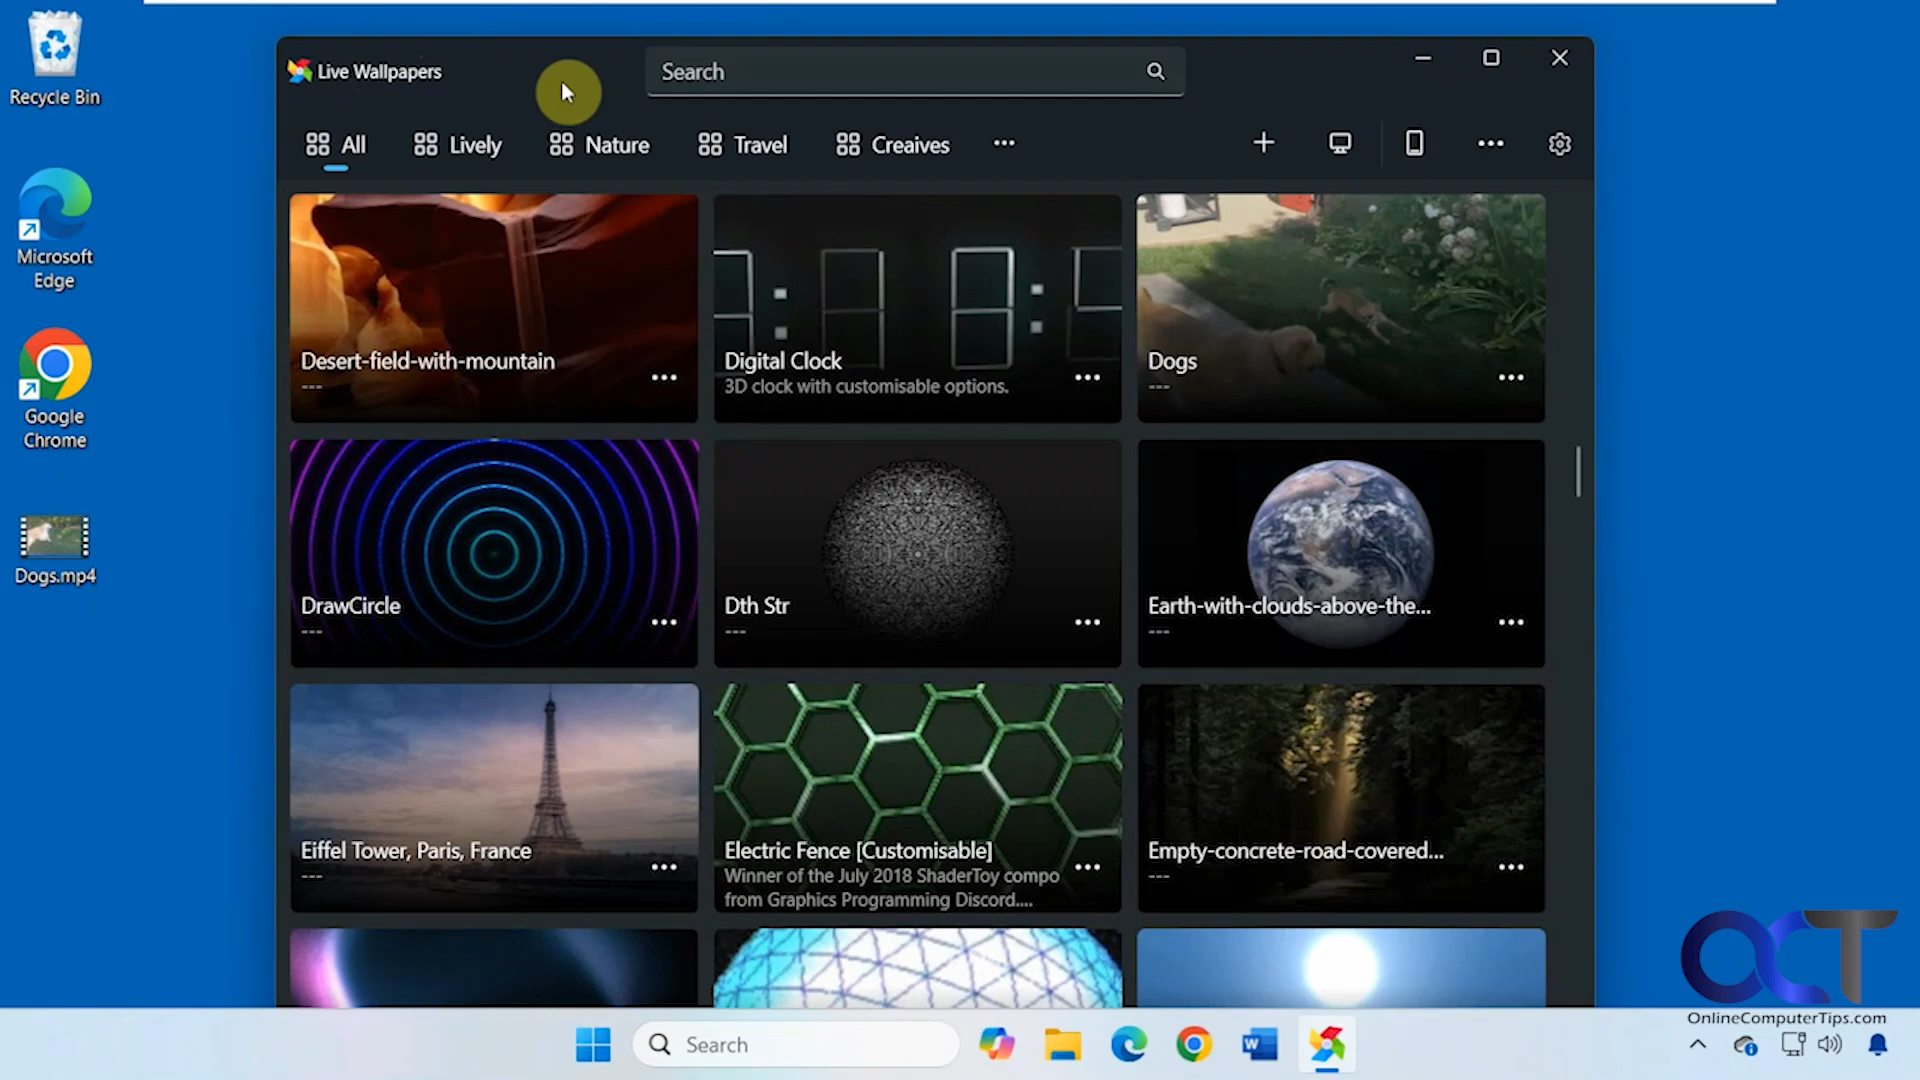 Recycle Bin
Microsoft
Edge
Google
Chrome
Dogs.mp4
Live Wallpapers
Search
All
Lively
Nature
Travel
Creaives
Desert-field-with-mountain
---
Digital Clock
3D clock with customisable options.
Dogs
---
DrawCircle
---
Dth Str
---
Earth-with-clouds-above-the...
---
Eiffel Tower, Paris, France
---
Electric Fence [Customisable]
Winner of the July 2018 ShaderToy compo
from Graphics Programming Discord....
Empty-concrete-road-covered...
---
OCT
OnlineComputerTips.com
Search
W